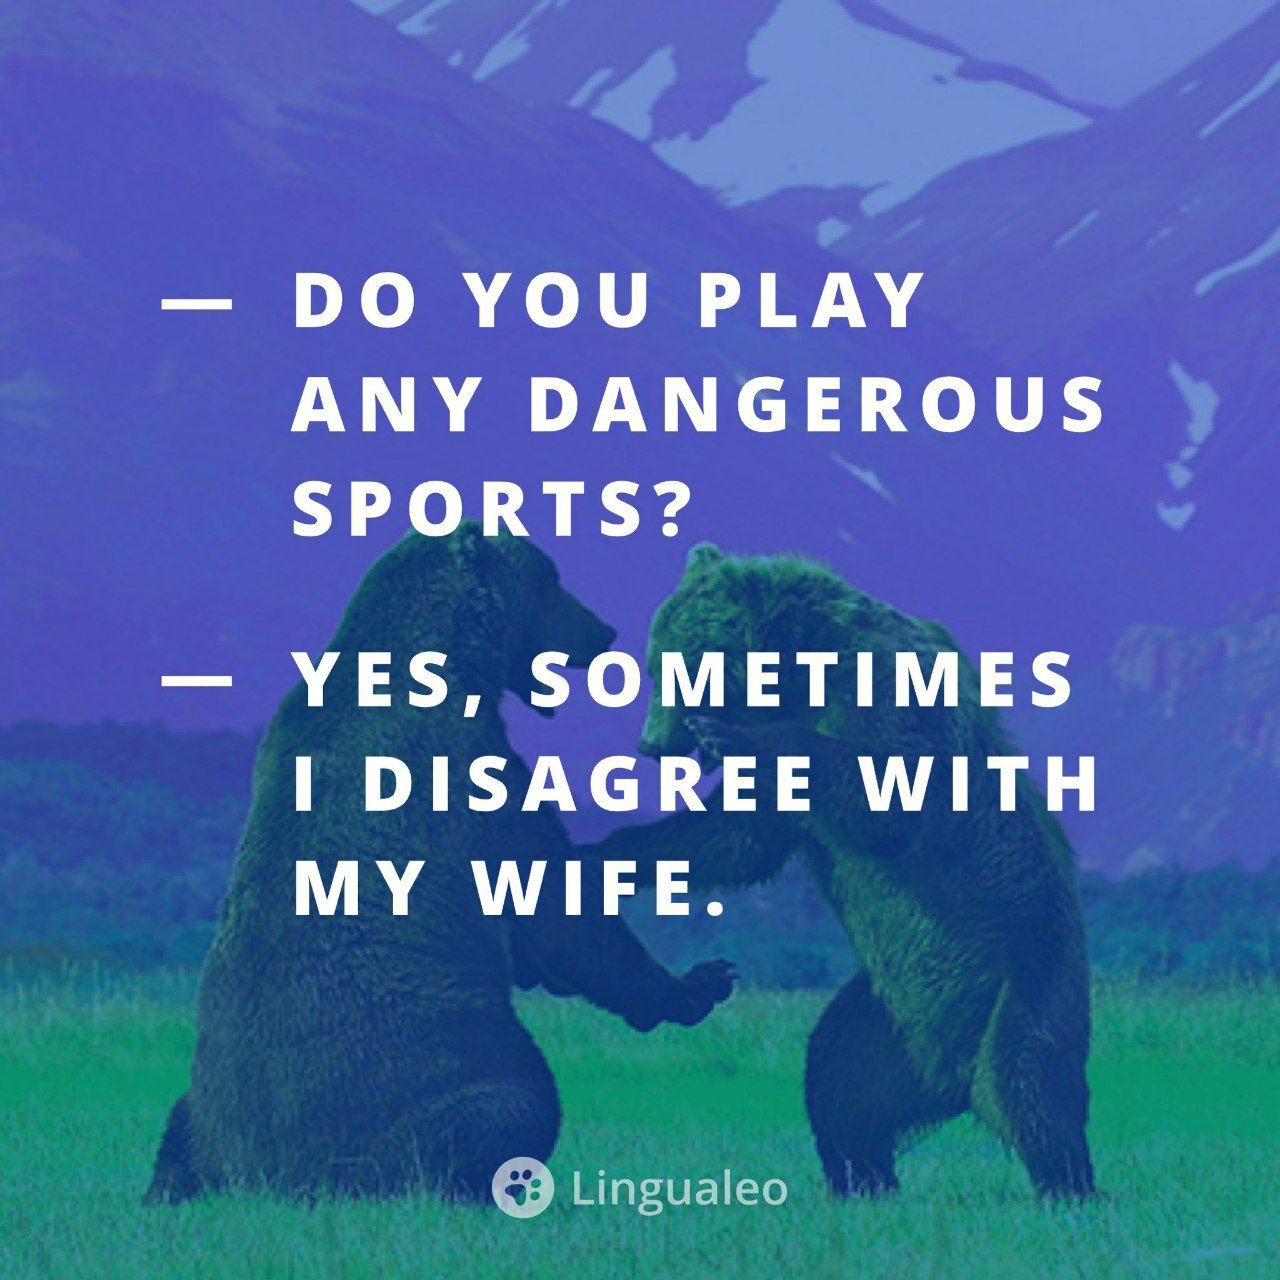 — DO YOU PLAY
ANY DANGEROUS
SPORTS?
— YES, SOMETIMES
I DISAGREE WITH
MY WIFE.
Lingualeo